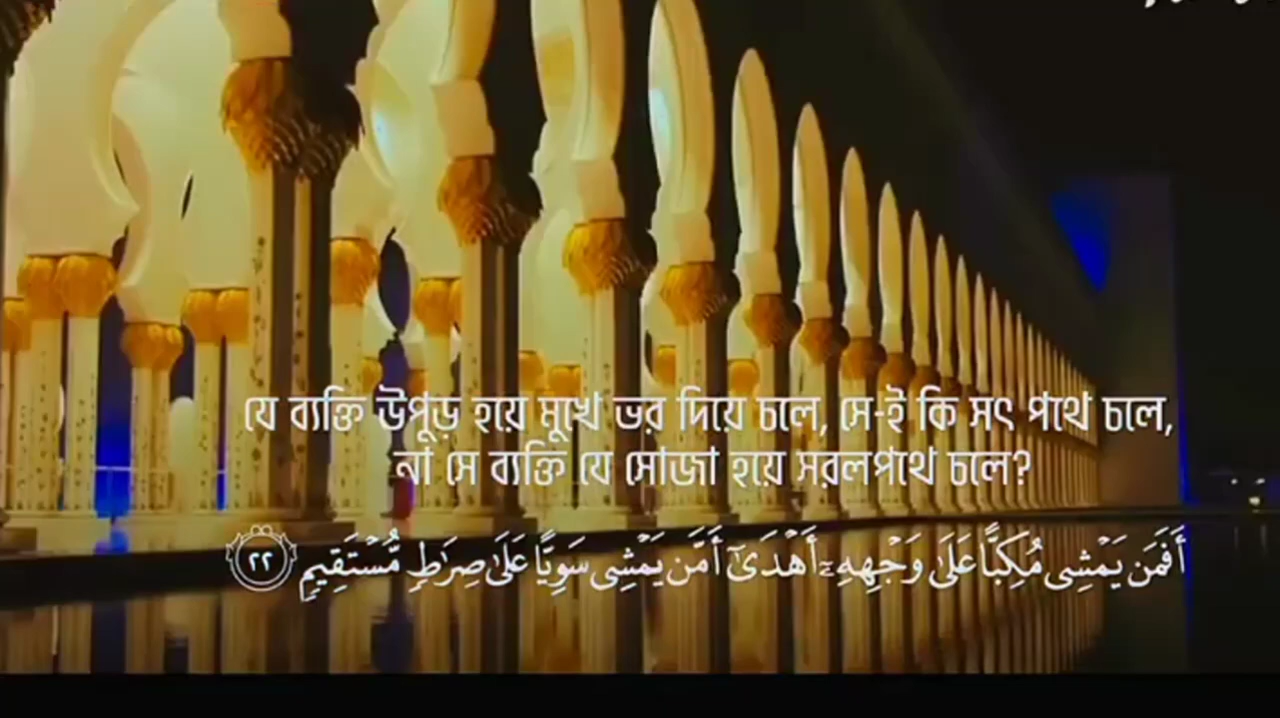 যে ব্যক্তি উপুড় হয়ে মুখে ভর দিয়ে চলে, সে-ই কি সৎ পথে চলে,
না সে ব্যক্তি যে সোজা হয়ে সরলপথে চলে?
أَفَمَن يَمْشِى مُكِبًّا عَلَىٰ وَجْهِهِۦٓ أَهْدَىٰٓ أَمَّن يَمْشِى سَوِيًّا عَلَىٰ صِرَٰطٍ مُّسْتَقِيمٍ ٢٢